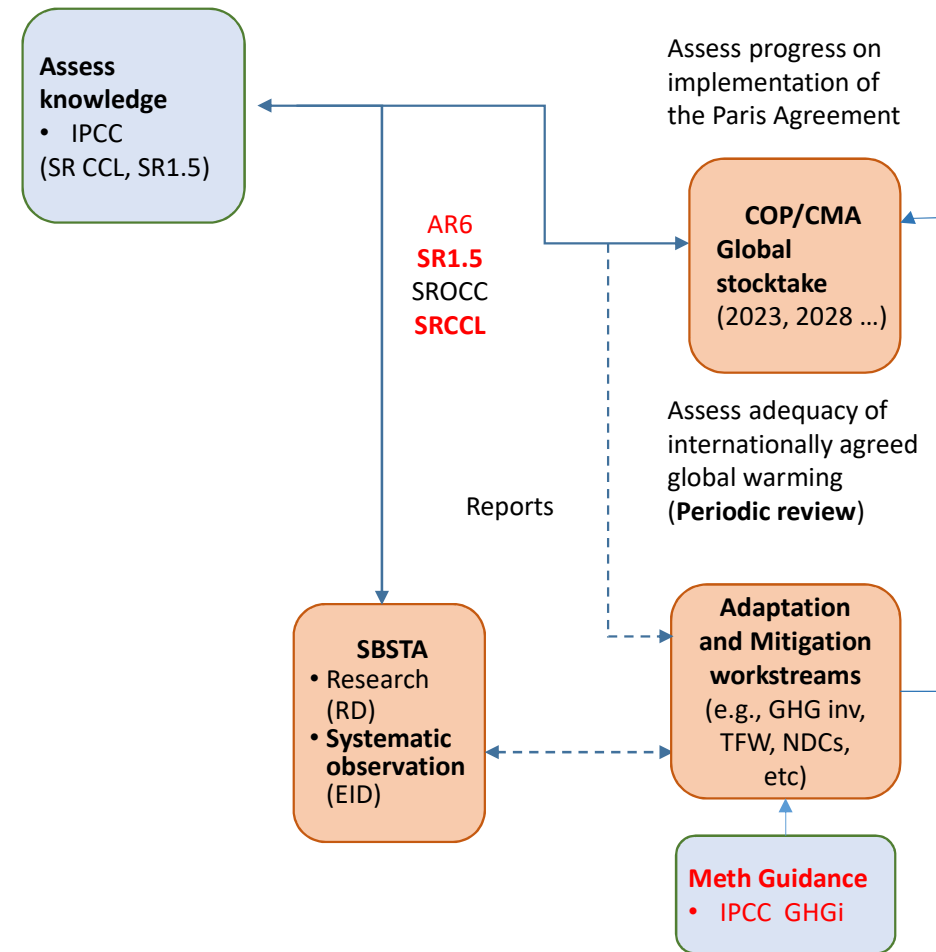 Assess
knowledge
• IPCC
(SR CCL, SR1.5)
Assess progress on
implementation of
the Paris Agreement
AR6
SR1.5
SROCC
SRCCL
COP/CMA
Global
stocktake
(2023, 2028 ...)
Assess adequacy of
internationally agreed
global warming
(Periodic review)
Reports
SBSTA
• Research
(RD)
• Systematic
observation
(EID)
Adaptation
and Mitigation
workstreams
(e.g., GHG inv,
TFW, NDCs,
etc)
Meth Guidance
• IPCC GHGi